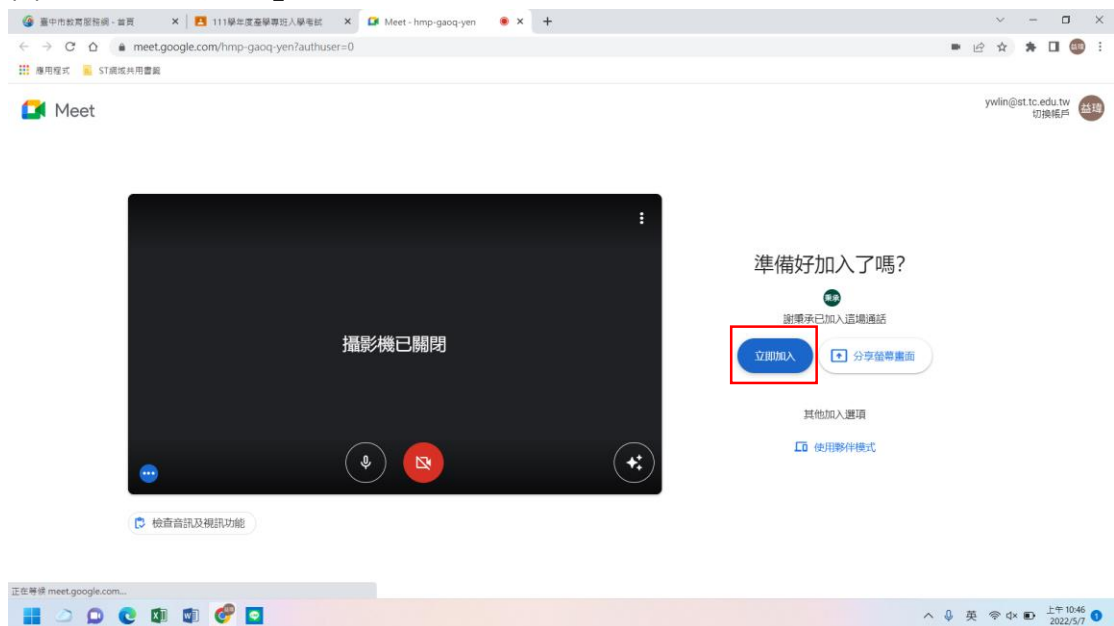 臺中市教育服務網 - 首頁
111學年度臺學專班入學考試
Meet - hmp-gaoq-yen
meet.google.com/hmp-gaoq-yen?authuser=0
應用程式
ST網域共用書籤
Meet
ywlin@st.tc.edu.tw
切換帳戶
益瑋
攝影機已關閉
準備好加入了嗎?
秉承
謝秉承已加入這場通話
立即加入
分享螢幕畫面
其他加入選項
使用夥伴模式
檢查音訊及視訊功能
正在等候 meet.google.com...
英
上午 10:46
2022/5/7